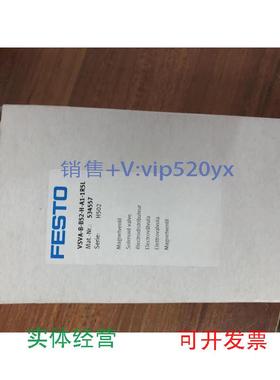 FESTO
VSVA-B-B52-H-A1-1R5L
Mat.-Nr.: 534557
Serie: H502
Magnetventil
Solenoid valve
Electrodistributeur
Electroválvula
Elettrovalvola
Magnetventil
销售+V:vip520yx
实体经营
可开发票